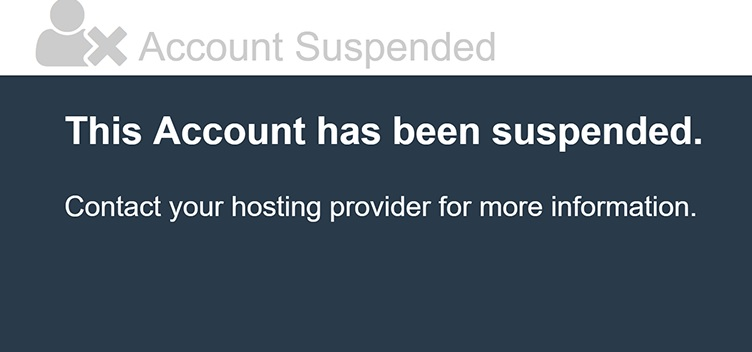 Account Suspended
This Account has been suspended.
Contact your hosting provider for more information.